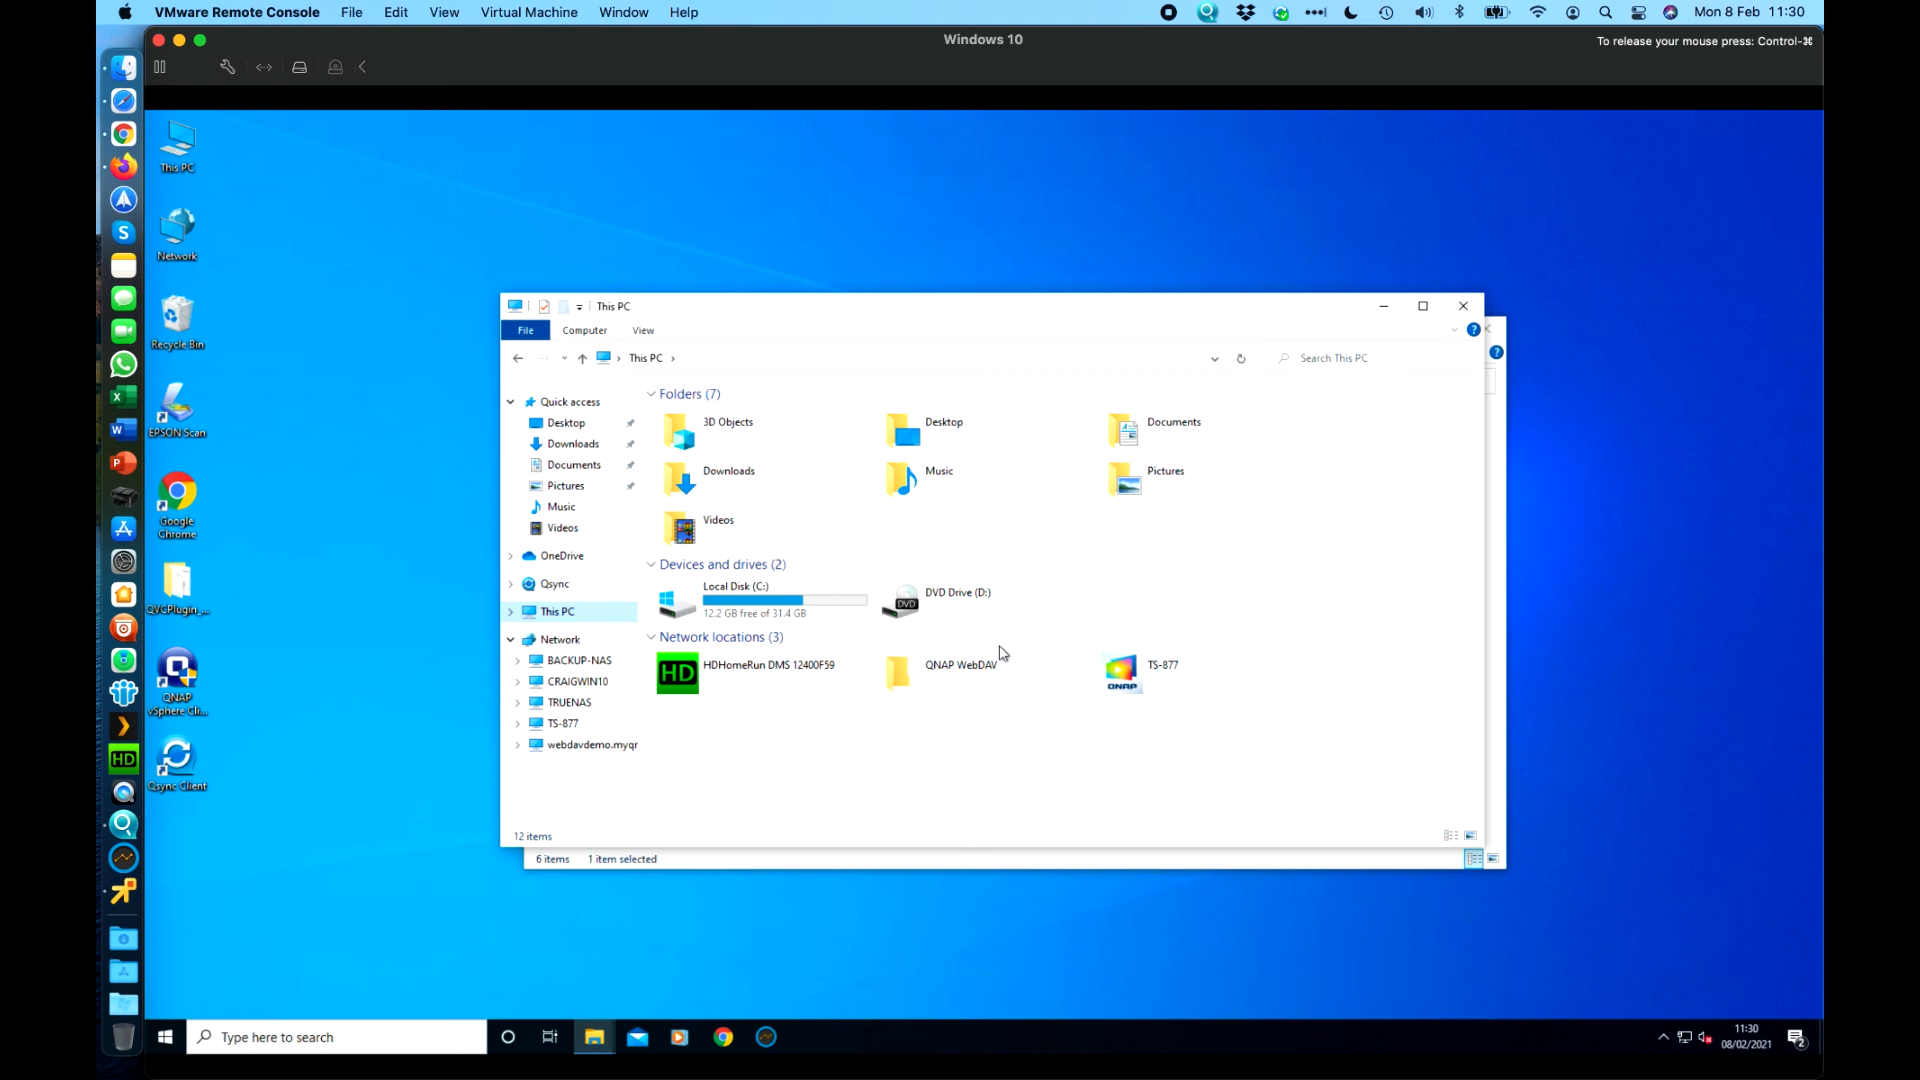 VMware Remote Console File Edit View Virtual Machine Window Help Mon 8 Feb 11:30
Windows 10
To release your mouse press: Control-⌘
This PC
Network
Recycle Bin
EPSON Scan
Google
Chrome
QVCPlugin_...
QNAP
vSphere Cli...
Qsync Client
This PC
File Computer View
This PC
Search This PC
Quick access
Desktop
Downloads
Documents
Pictures
Music
Videos
OneDrive
Qsync
This PC
Network
BACKUP-NAS
CRAIGWIN10
TRUENAS
TS-877
webdavdemo.myqr
Folders (7)
3D Objects
Desktop
Documents
Downloads
Music
Pictures
Videos
Devices and drives (2)
Local Disk (C:)
12.2 GB free of 31.4 GB
DVD
DVD Drive (D:)
Network locations (3)
HD
HDHomeRun DMS 12400F59
QNAP WebDAV
QNAP
TS-877
12 items
6 items 1 item selected
HD
Type here to search
11:30
08/02/2021
2